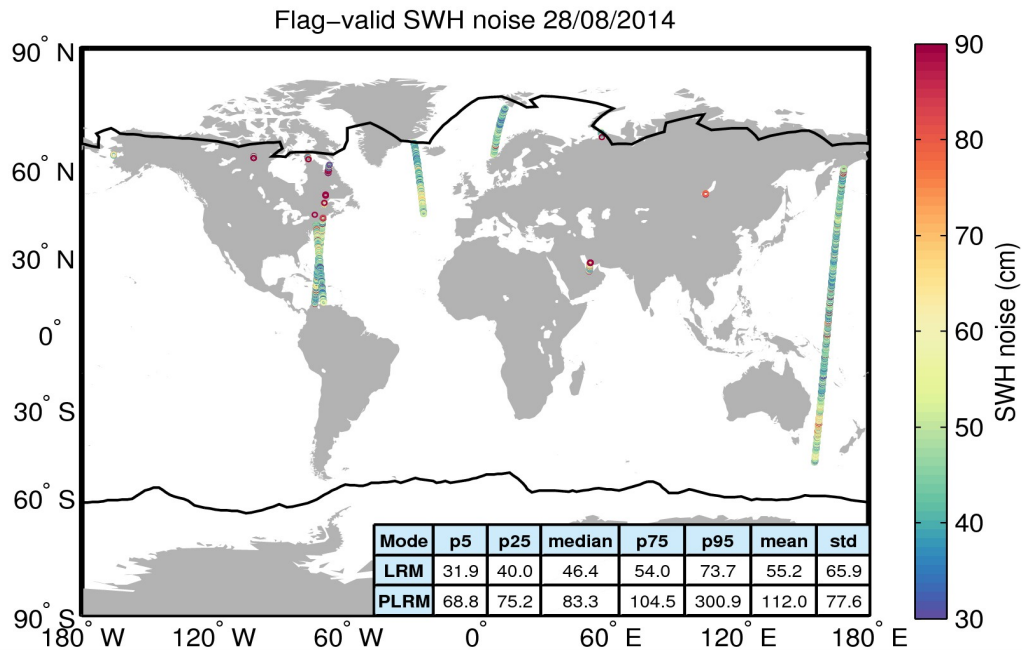 Flag−valid SWH noise 28/08/2014
90° N
60° N
30° N
0°
30° S
60° S
90° S
180° W 120° W 60° W 0° 60° E 120° E 180° E
Mode p5 p25 median p75 p95 mean std
LRM 31.9 40.0 46.4 54.0 73.7 55.2 65.9
PLRM 68.8 75.2 83.3 104.5 300.9 112.0 77.6
90
80
70
60
50
40
30
SWH noise (cm)